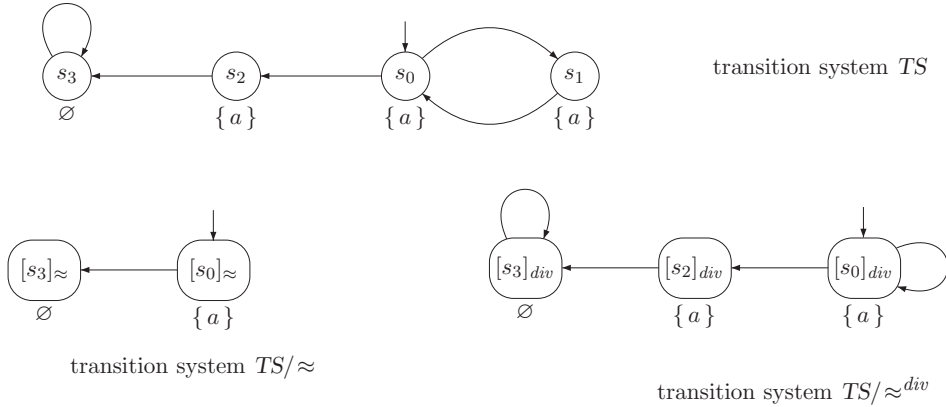 s₃ s₂ s₀ s₁ transition system TS
∅ { a } { a } { a }
[s₃]≈ [s₀]≈ [s₃]div [s₂]div [s₀]div
∅ { a } ∅ { a } { a }
transition system TS/≈
transition system TS/≈div